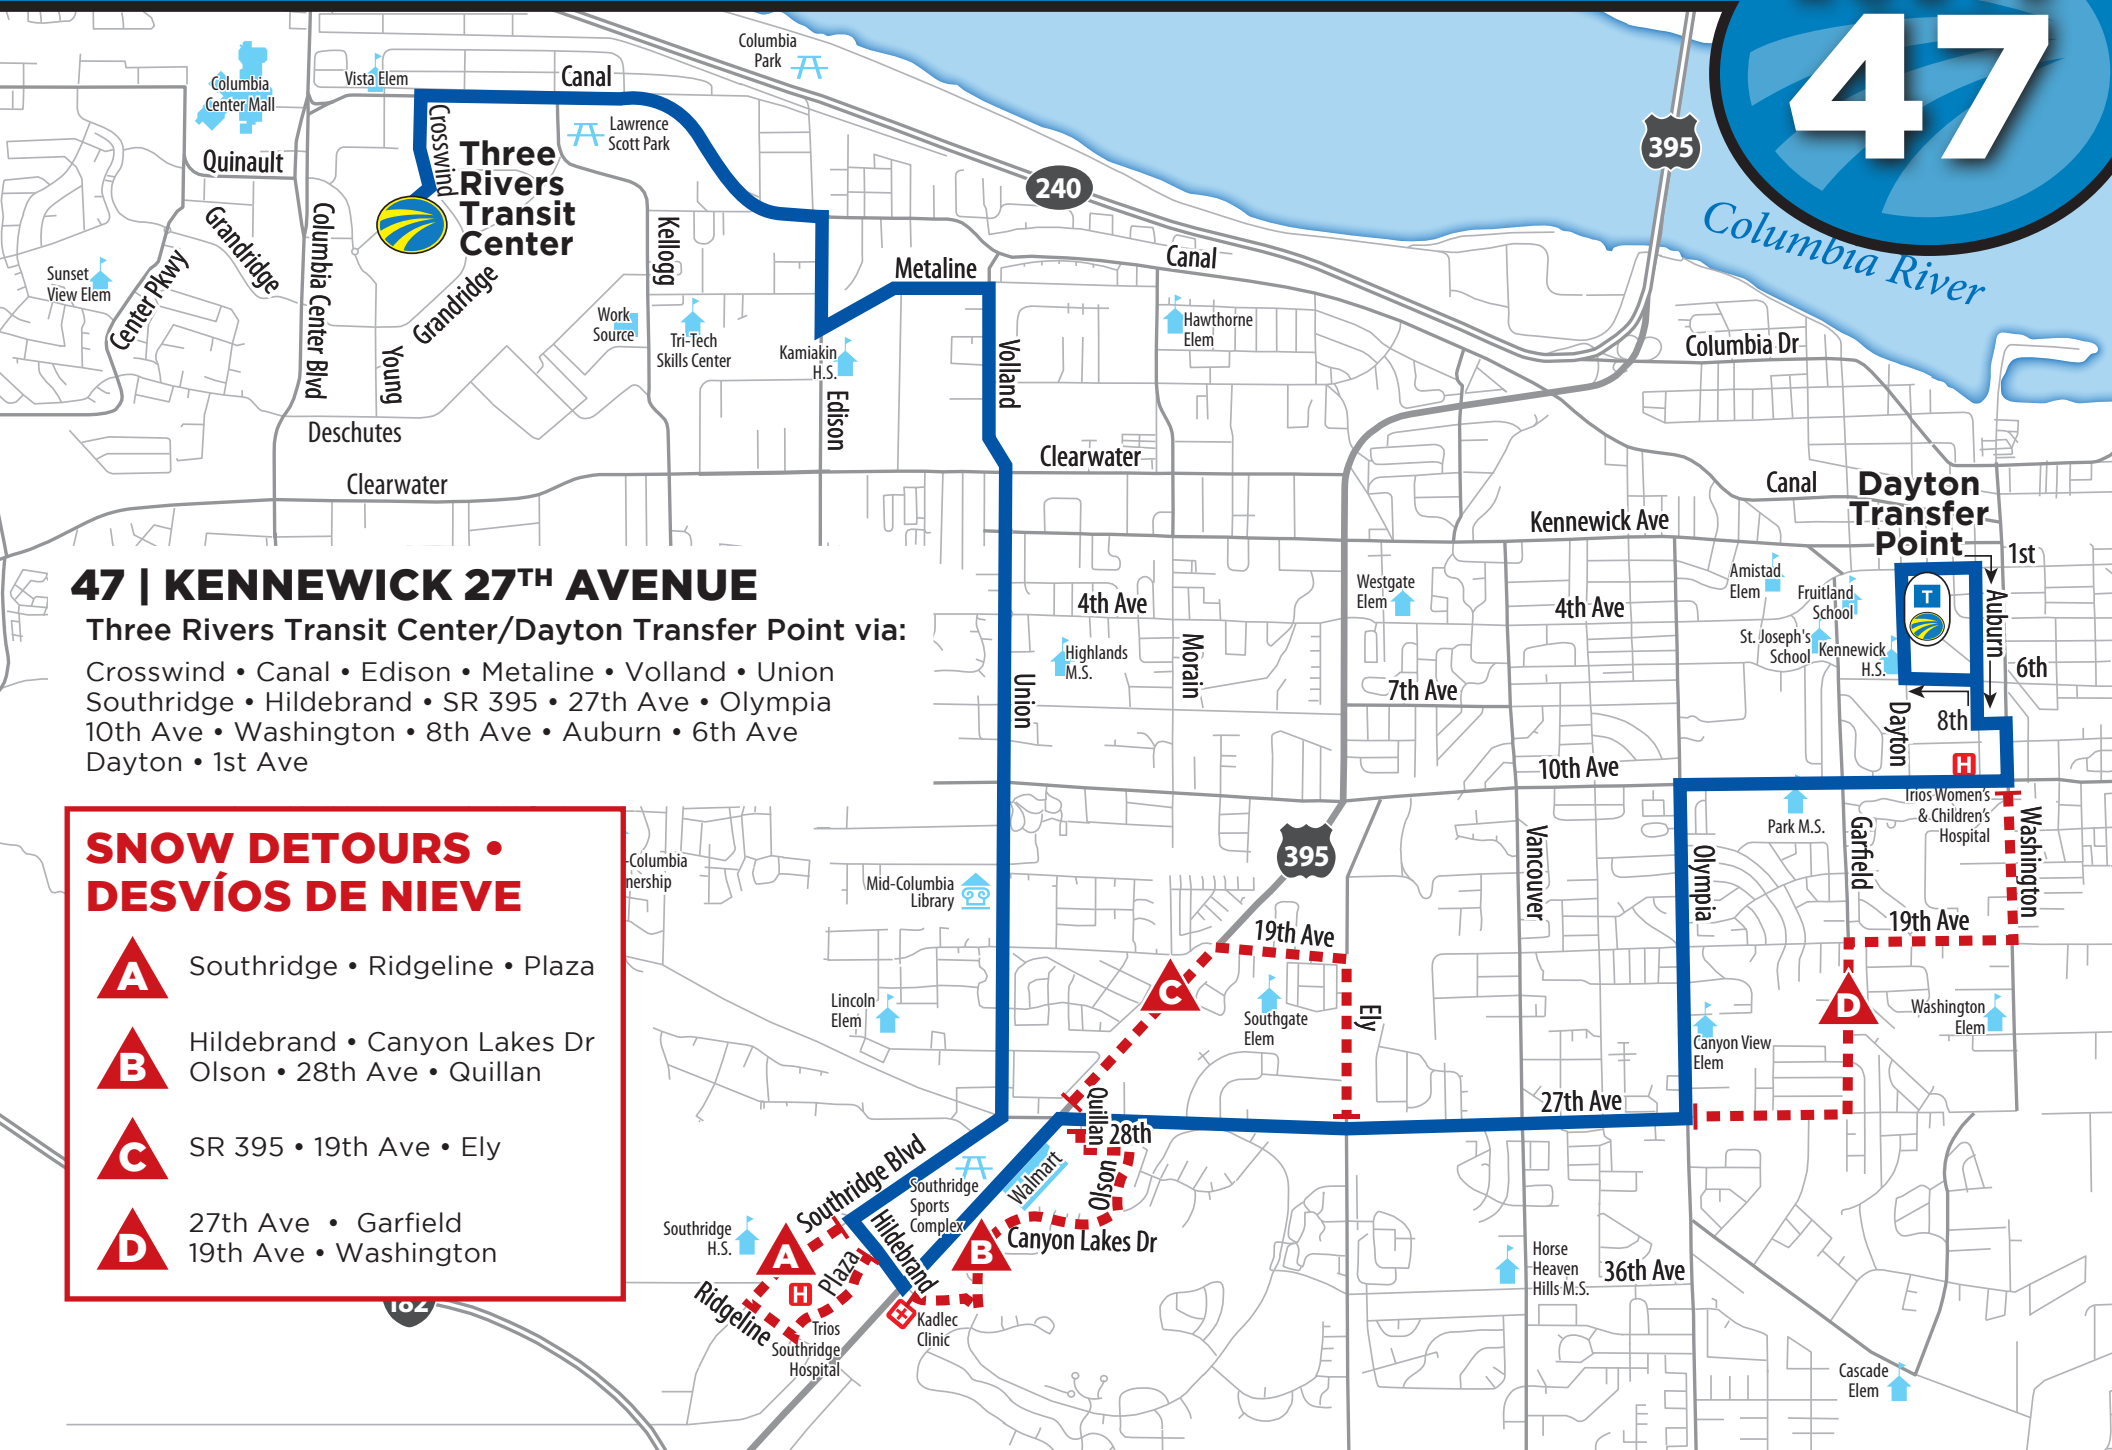 47
Columbia
Park
Vista Elem
Canal
Columbia
Center Mall
Crosswind
Lawrence
Scott Park
395
Three
Rivers
Transit
Center
Quinault
240
Columbia River
Grandridge
Columbia Center Blvd
Kellogg
Metaline
Canal
Sunset
View Elem
Center Pkwy
Grandridge
Work
Source
Tri-Tech
Skills Center
Kamiakin
H.S.
Hawthorne
Elem
Columbia Dr
Young
Volland
Edison
Deschutes
Clearwater
Clearwater
Canal
Dayton
Transfer
Point
Kennewick Ave
1st
47 | KENNEWICK 27TH AVENUE
Three Rivers Transit Center/Dayton Transfer Point via:
Crosswind • Canal • Edison • Metaline • Volland • Union
Southridge • Hildebrand • SR 395 • 27th Ave • Olympia
10th Ave • Washington • 8th Ave • Auburn • 6th Ave
Dayton • 1st Ave
4th Ave
Westgate
Elem
4th Ave
Amistad
Elem
Fruitland
School
T
Auburn
St. Joseph's
School
Kennewick
H.S.
6th
Highlands
M.S.
Morain
7th Ave
Union
Dayton
8th
10th Ave
H
Trios Women's
& Children's
Hospital
Park M.S.
Garfield
Washington
395
Vancouver
Olympia
SNOW DETOURS •
DESVÍOS DE NIEVE
A
Southridge • Ridgeline • Plaza
B
Hildebrand • Canyon Lakes Dr
Olson • 28th Ave • Quillan
C
SR 395 • 19th Ave • Ely
D
27th Ave • Garfield
19th Ave • Washington
-Columbia
nership
Mid-Columbia
Library
19th Ave
19th Ave
C
D
Lincoln
Elem
Southgate
Elem
Ely
Washington
Elem
Canyon View
Elem
Quillan
27th Ave
28th
Southridge Blvd
Walmart
Olson
Southridge
Sports
Complex
Southridge
H.S.
A
Hildebrand
B
Canyon Lakes Dr
Plaza
H
Ridgeline
Trios
Southridge
Hospital
Kadlec
Clinic
Horse
Heaven
Hills M.S.
36th Ave
182
Cascade
Elem